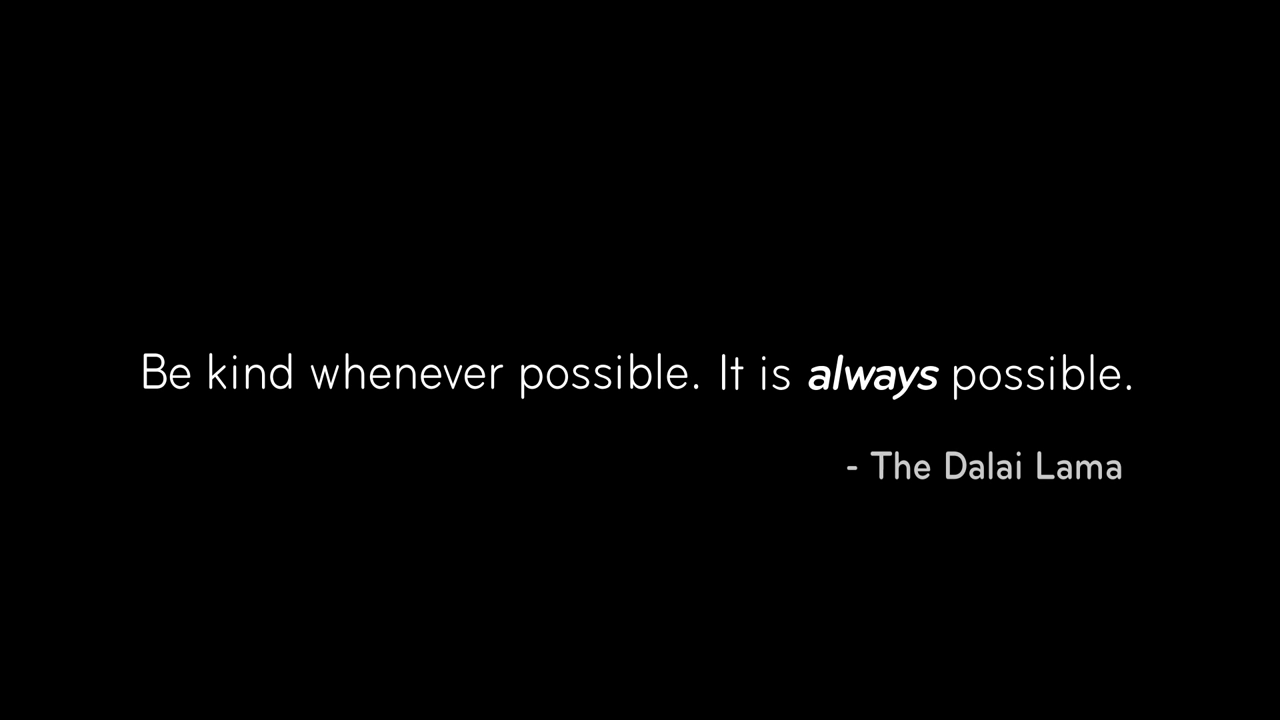 Be kind whenever possible. It is always possible.
- The Dalai Lama